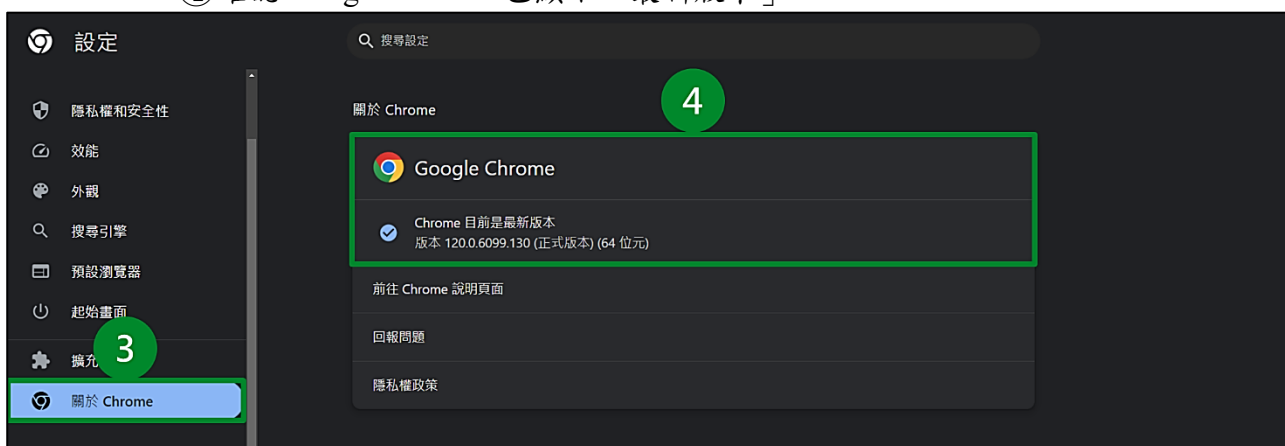 設定
搜尋設定
隱私權和安全性
效能
外觀
搜尋引擎
預設瀏覽器
起始畫面
擴充
3
關於 Chrome
關於 Chrome
4
Google Chrome
Chrome 目前是最新版本
版本 120.0.6099.130 (正式版本) (64 位元)
前往 Chrome 說明頁面
回報問題
隱私權政策